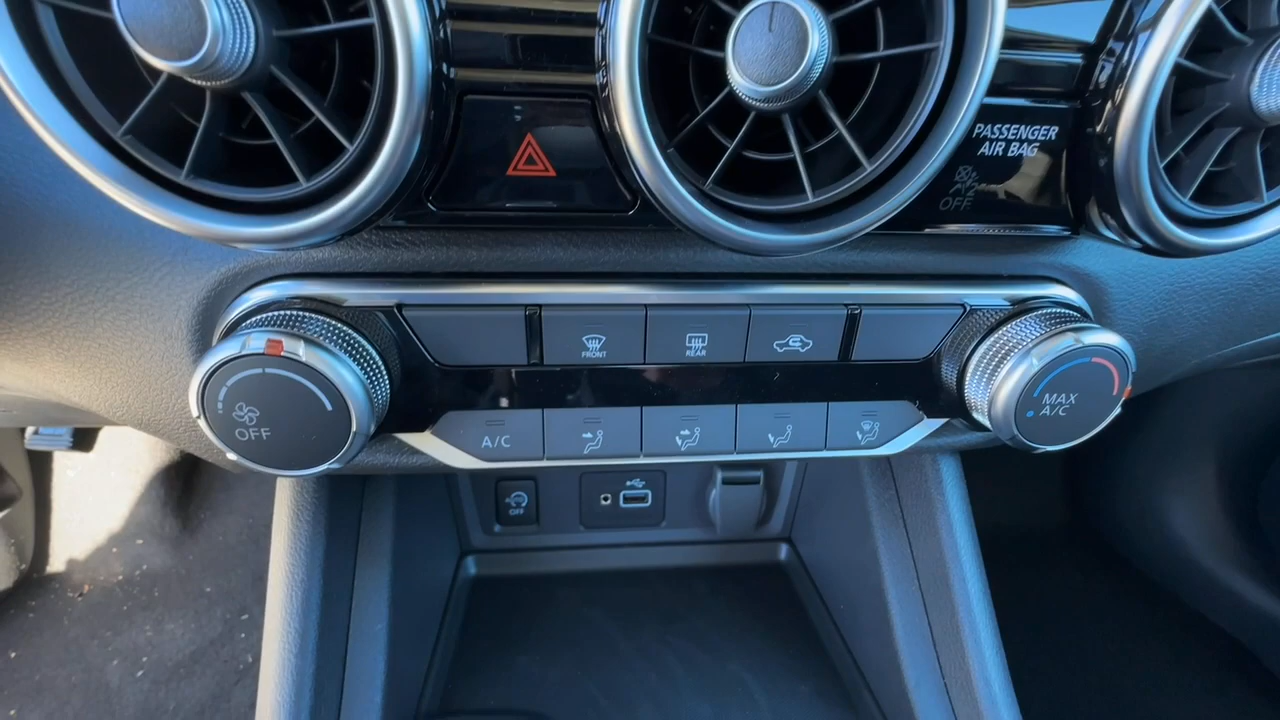 PASSENGER
AIR BAG
OFF
FRONT
REAR
OFF
MAX
A/C
A/C
OFF